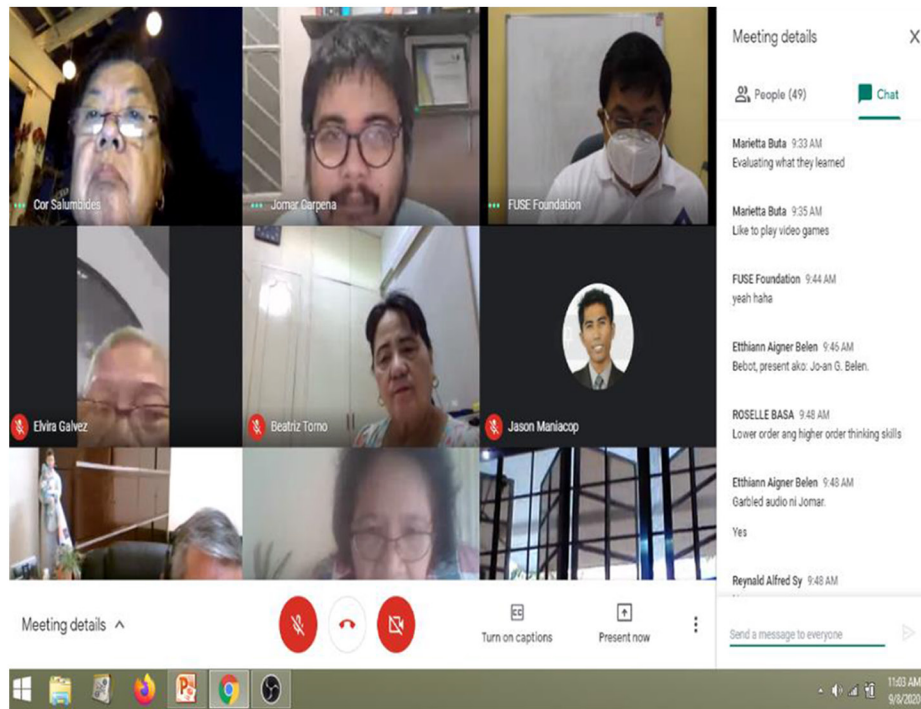 Cor Salumbides
Jomar Garpena
FUSE Foundation
Elvira Galvez
Beatriz Torno
Jason Maniacop
Meeting details
People (49)
Chat
Marietta Buta 9:33 AM
Evaluating what they learned
Marietta Buta 9:35 AM
Like to play video games
FUSE Foundation 9:44 AM
yeah haha
Etthiann Aigner Belen 9:46 AM
Bebot, present ako: Jo-an G. Belen.
ROSELLE BASA 9:48 AM
Lower order ang higher order thinking skills
Etthiann Aigner Belen 9:48 AM
Garbled audio ni Jomar.
Yes
Reynald Alfred Sy 9:48 AM
Send a message to everyone
Meeting details
Turn on captions
Present now
11:03 AM
9/8/2020